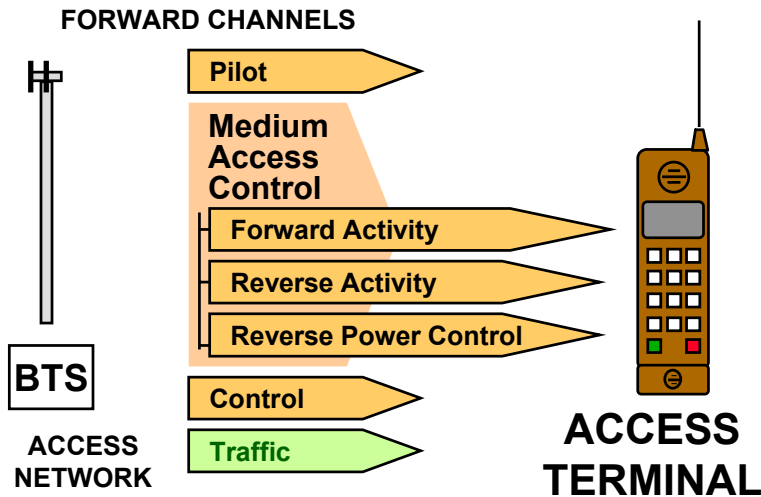 FORWARD CHANNELS
Pilot
Medium
Access
Control
Forward Activity
Reverse Activity
Reverse Power Control
BTS
Control
Traffic
ACCESS
NETWORK
ACCESS
TERMINAL